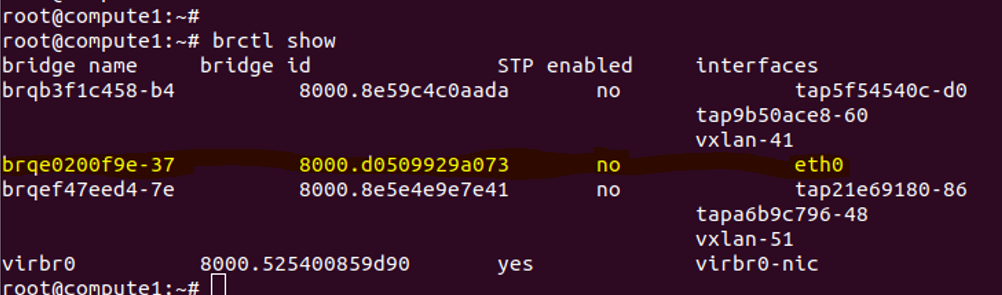 root@compute1:~#
root@compute1:~# brctl show
bridge name     bridge id               STP enabled     interfaces
brqb3f1c458-b4          8000.8e59c4c0aada       no              tap5f54540c-d0
                                                        tap9b50ace8-60
                                                        vxlan-41
brqe0200f9e-37          8000.d0509929a073       no              eth0
brqef47eed4-7e          8000.8e5e4e9e7e41       no              tap21e69180-86
                                                        tapa6b9c796-48
                                                        vxlan-51
virbr0          8000.525400859d90       yes             virbr0-nic
root@compute1:~#